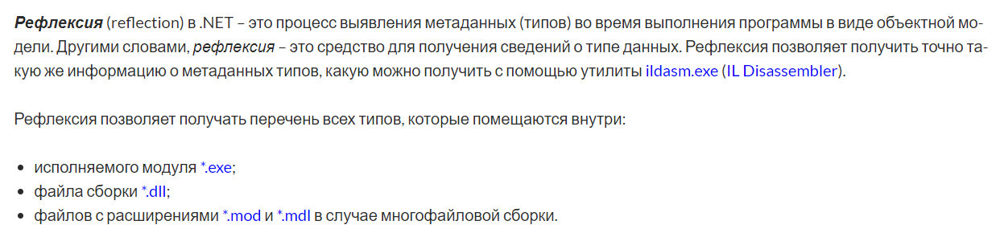 Рефлексия (reflection) в .NET – это процесс выявления метаданных (типов) во время выполнения программы в виде объектной мо-
дели. Другими словами, рефлексия – это средство для получения сведений о типе данных. Рефлексия позволяет получить точно та-
кую же информацию о метаданных типов, какую можно получить с помощью утилиты ildasm.exe (IL Disassembler).
Рефлексия позволяет получать перечень всех типов, которые помещаются внутри:
• исполняемого модуля *.exe;
• файла сборки *.dll;
• файлов с расширениями *.mod и *.mdl в случае многофайловой сборки.